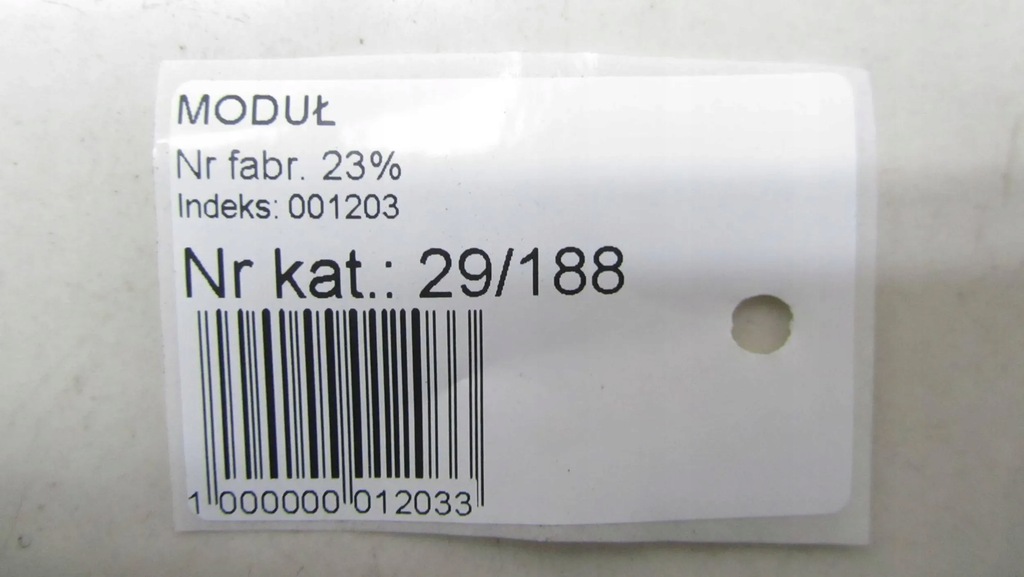 MODUŁ
Nr fabr. 23%
Indeks: 001203
Nr kat.: 29/188
1 000000 012033